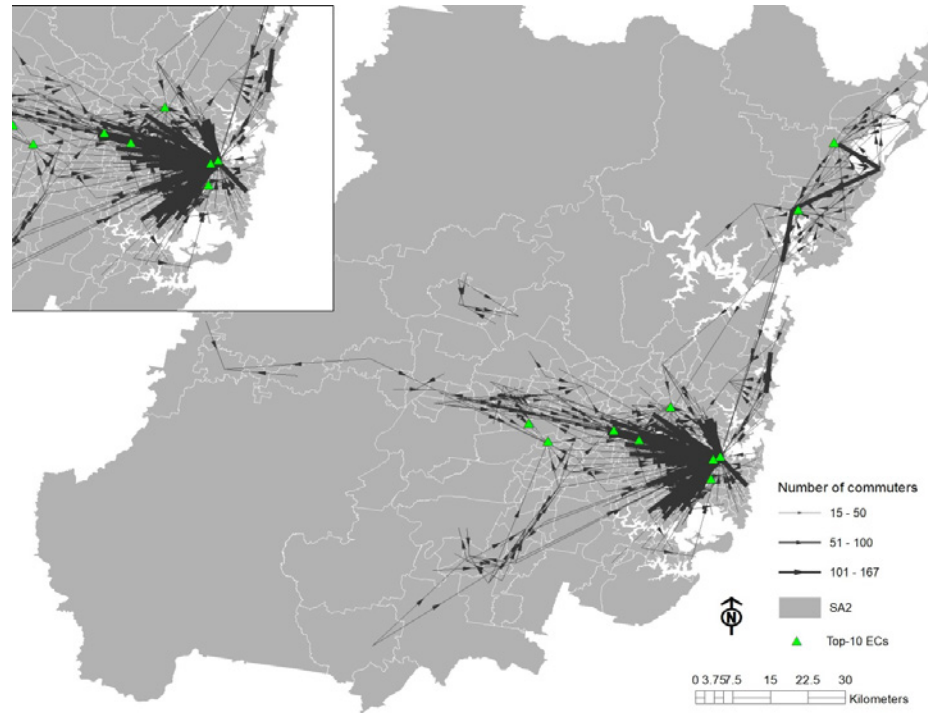 Number of commuters
15 - 50
51 - 100
101 - 167
SA2
Top-10 ECs
N
0 3.75 7.5 15 22.5 30
Kilometers